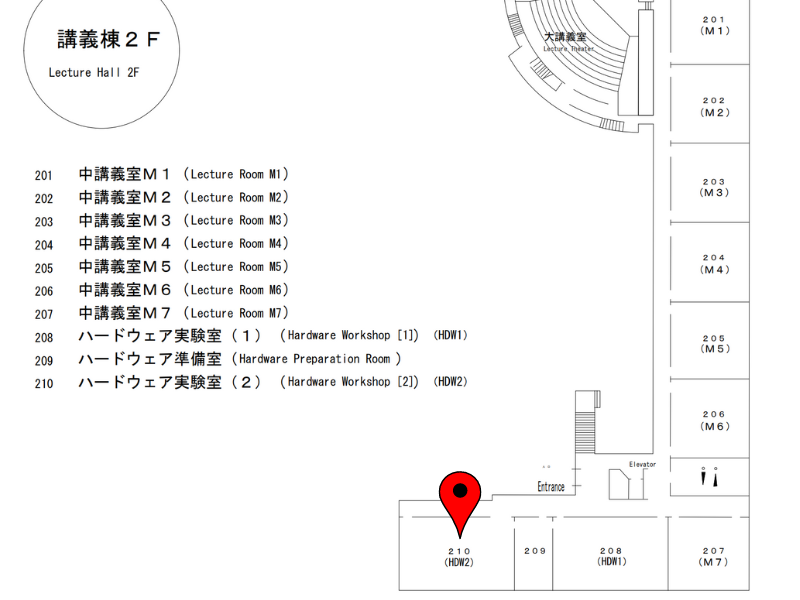 講義棟２Ｆ
Lecture Hall 2F
大講義室
Lecture Theater
201 中講義室Ｍ１（Lecture Room M1）
202 中講義室Ｍ２（Lecture Room M2）
203 中講義室Ｍ３（Lecture Room M3）
204 中講義室Ｍ４（Lecture Room M4）
205 中講義室Ｍ５（Lecture Room M5）
206 中講義室Ｍ６（Lecture Room M6）
207 中講義室Ｍ７（Lecture Room M7）
208 ハードウェア実験室（１）（Hardware Workshop [1]）（HDW1）
209 ハードウェア準備室（Hardware Preparation Room ）
210 ハードウェア実験室（２）（Hardware Workshop [2]）（HDW2）
２０１
（Ｍ１）
２０２
（Ｍ２）
２０３
（Ｍ３）
２０４
（Ｍ４）
２０５
（Ｍ５）
２０６
（Ｍ６）
Elevator
Entrance
２１０
（HDW2）
２０９
２０８
（HDW1）
２０７
（Ｍ７）